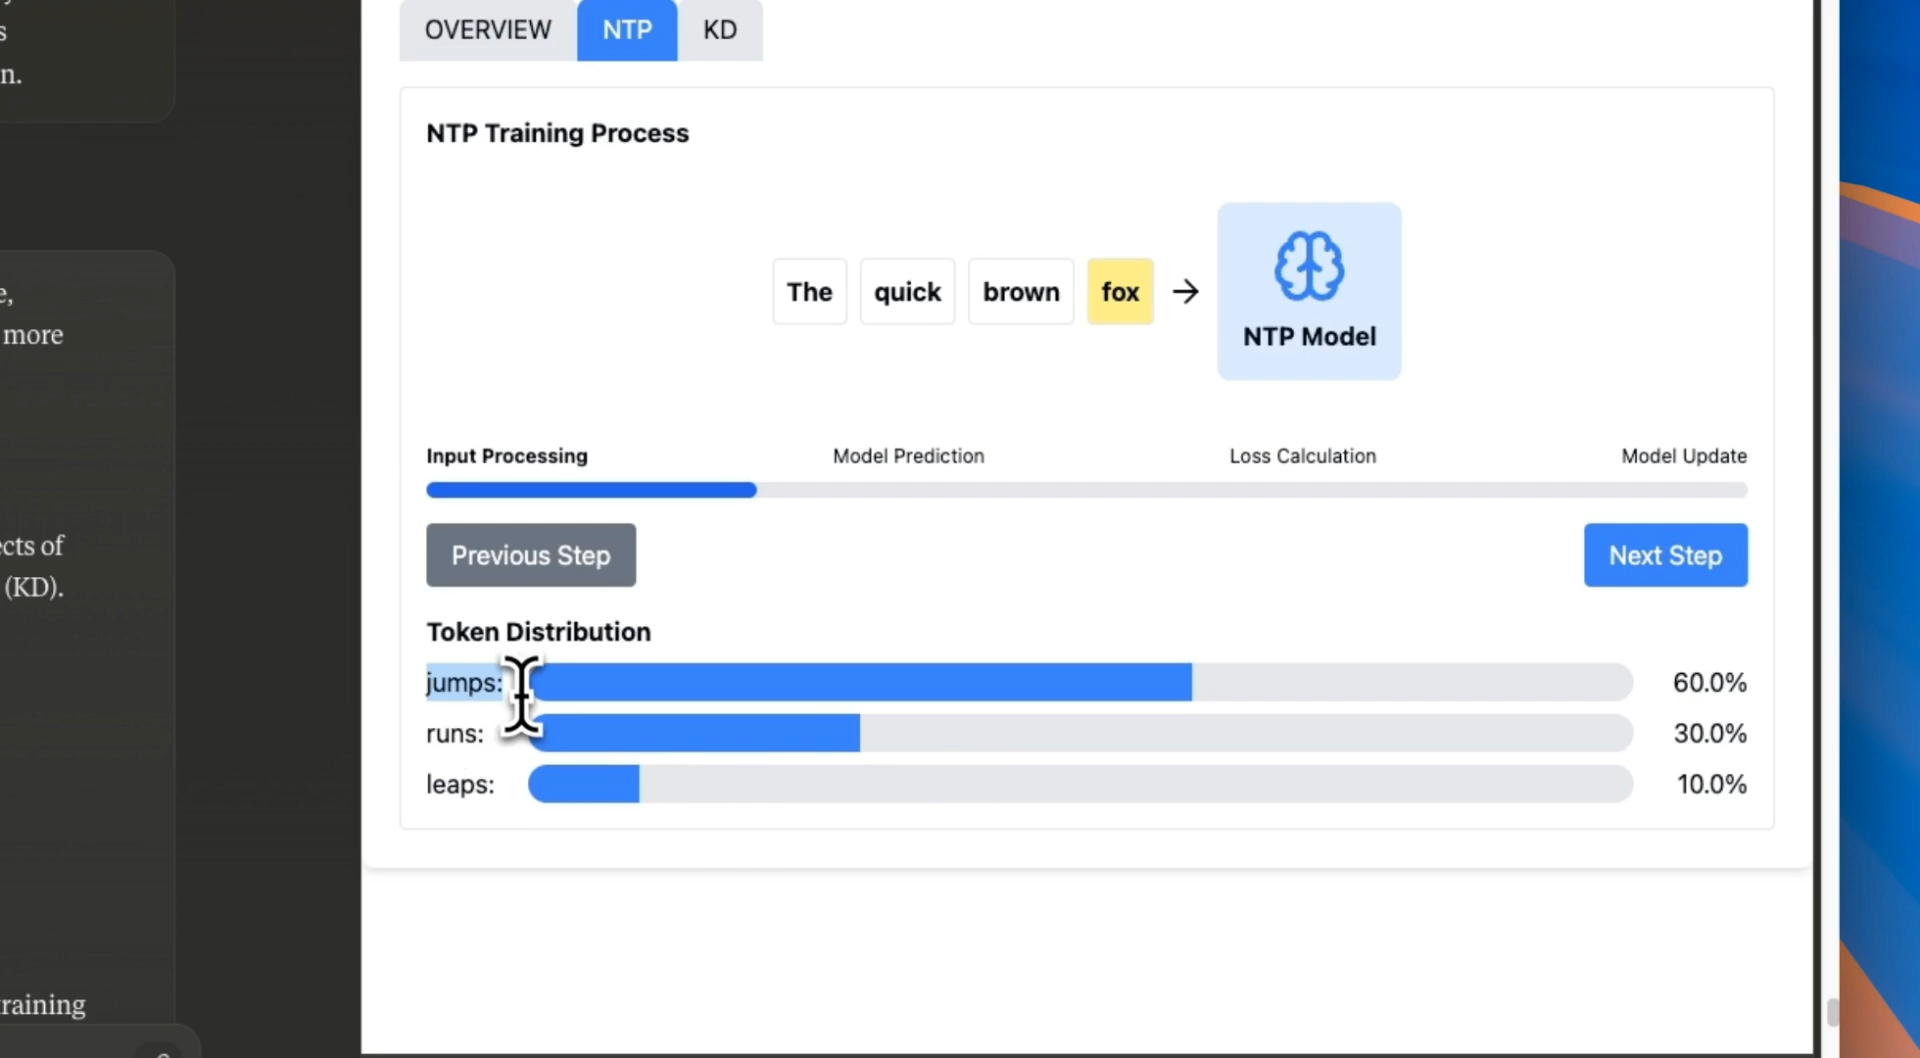 s
n.
e,
more
ects of
(KD).
raining
OVERVIEW NTP KD
NTP Training Process
The quick brown fox → NTP Model
Input Processing Model Prediction Loss Calculation Model Update
Previous Step Next Step
Token Distribution
jumps: 60.0%
runs: 30.0%
leaps: 10.0%